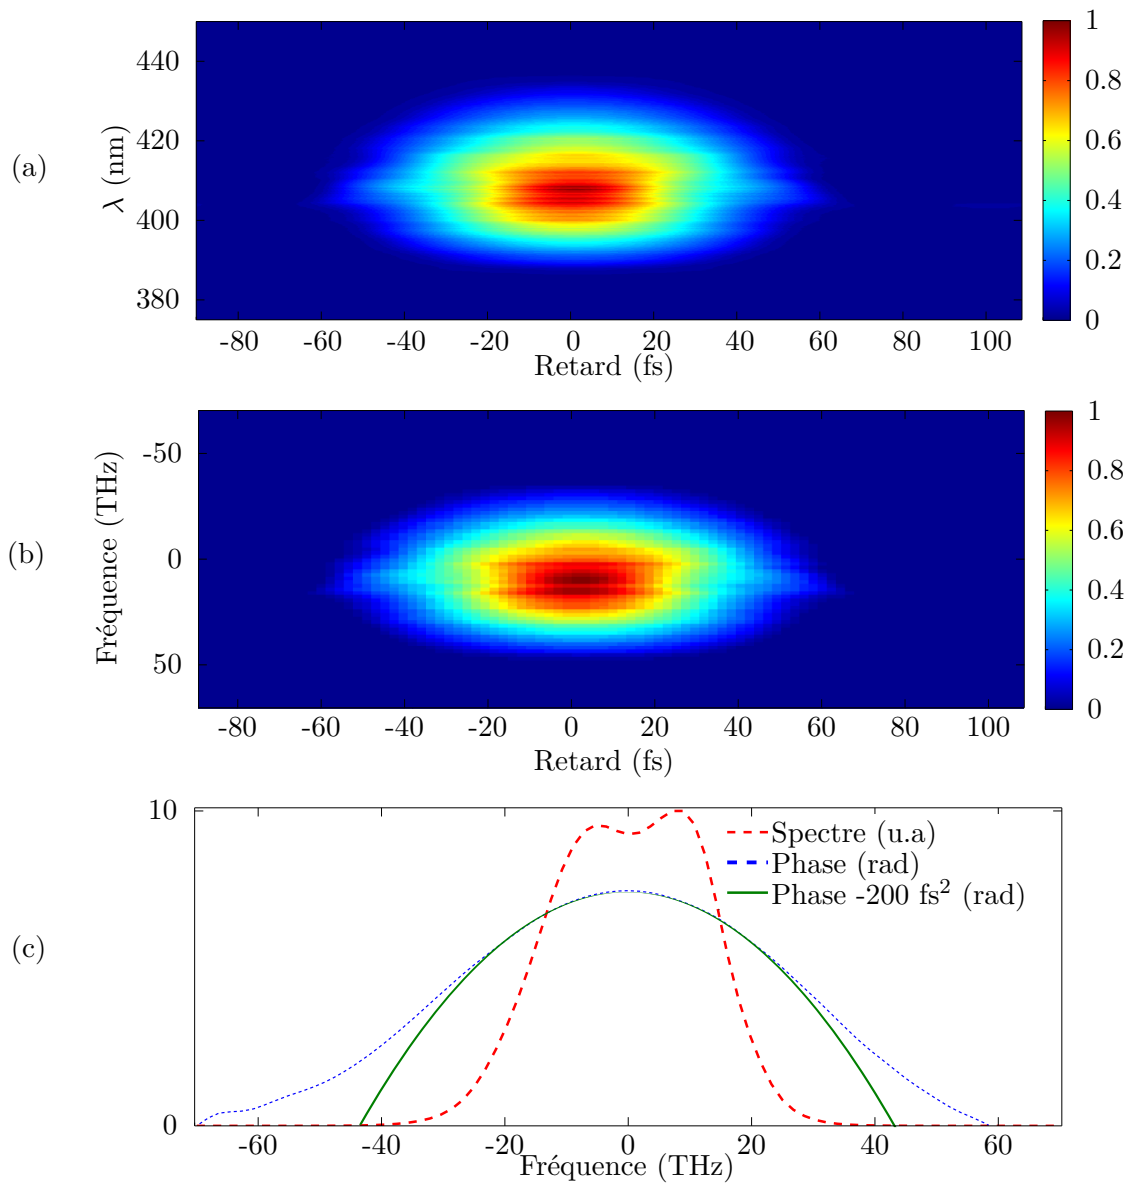 (a)
λ (nm)
440
420
400
380
-80 -60 -40 -20 0 20 40 60 80 100
Retard (fs)
1
0.8
0.6
0.4
0.2
0
(b)
Fréquence (THz)
-50
0
50
-80 -60 -40 -20 0 20 40 60 80 100
Retard (fs)
1
0.8
0.6
0.4
0.2
0
(c)
10
0
Spectre (u.a)
Phase (rad)
Phase -200 fs² (rad)
-60 -40 -20 0 20 40 60
Fréquence (THz)